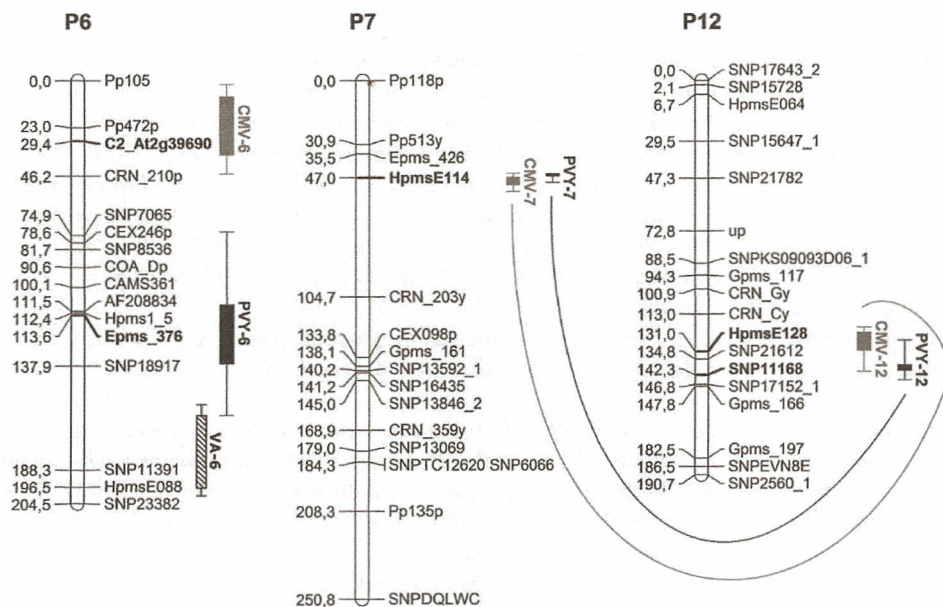 P6
0,0 Pp105
23,0 Pp472p
29,4 C2_At2g39690
46,2 CRN_210p
74,9 SNP7065
78,6 CEX246p
81,7 SNP8536
90,6 COA_Dp
100,1 CAMS361
111,5 AF208834
112,4 Hpms1_5
113,6 Epms_376
137,9 SNP18917
188,3 SNP11391
196,5 HpmsE088
204,5 SNP23382
CMV-6
PVY-6
VA-6
P7
0,0 Pp118p
30,9 Pp513y
35,5 Epms_426
47,0 HpmsE114
104,7 CRN_203y
133,8 CEX098p
138,1 Gpms_161
140,2 SNP13592_1
141,2 SNP16435
145,0 SNP13846_2
168,9 CRN_359y
179,0 SNP13069
184,3 SNPTC12620 SNP6066
208,3 Pp135p
250,8 SNPDQLWC
CMV-7
PVY-7
P12
0,0 SNP17643_2
2,1 SNP15728
6,7 HpmsE064
29,5 SNP15647_1
47,3 SNP21782
72,8 up
88,5 SNPKS09093D06_1
94,3 Gpms_117
100,9 CRN_Gy
113,0 CRN_Cy
131,0 HpmsE128
134,8 SNP21612
142,3 SNP11168
146,8 SNP17152_1
147,8 Gpms_166
182,5 Gpms_197
186,5 SNPEVN8E
190,7 SNP2560_1
CMV-12
PVY-12